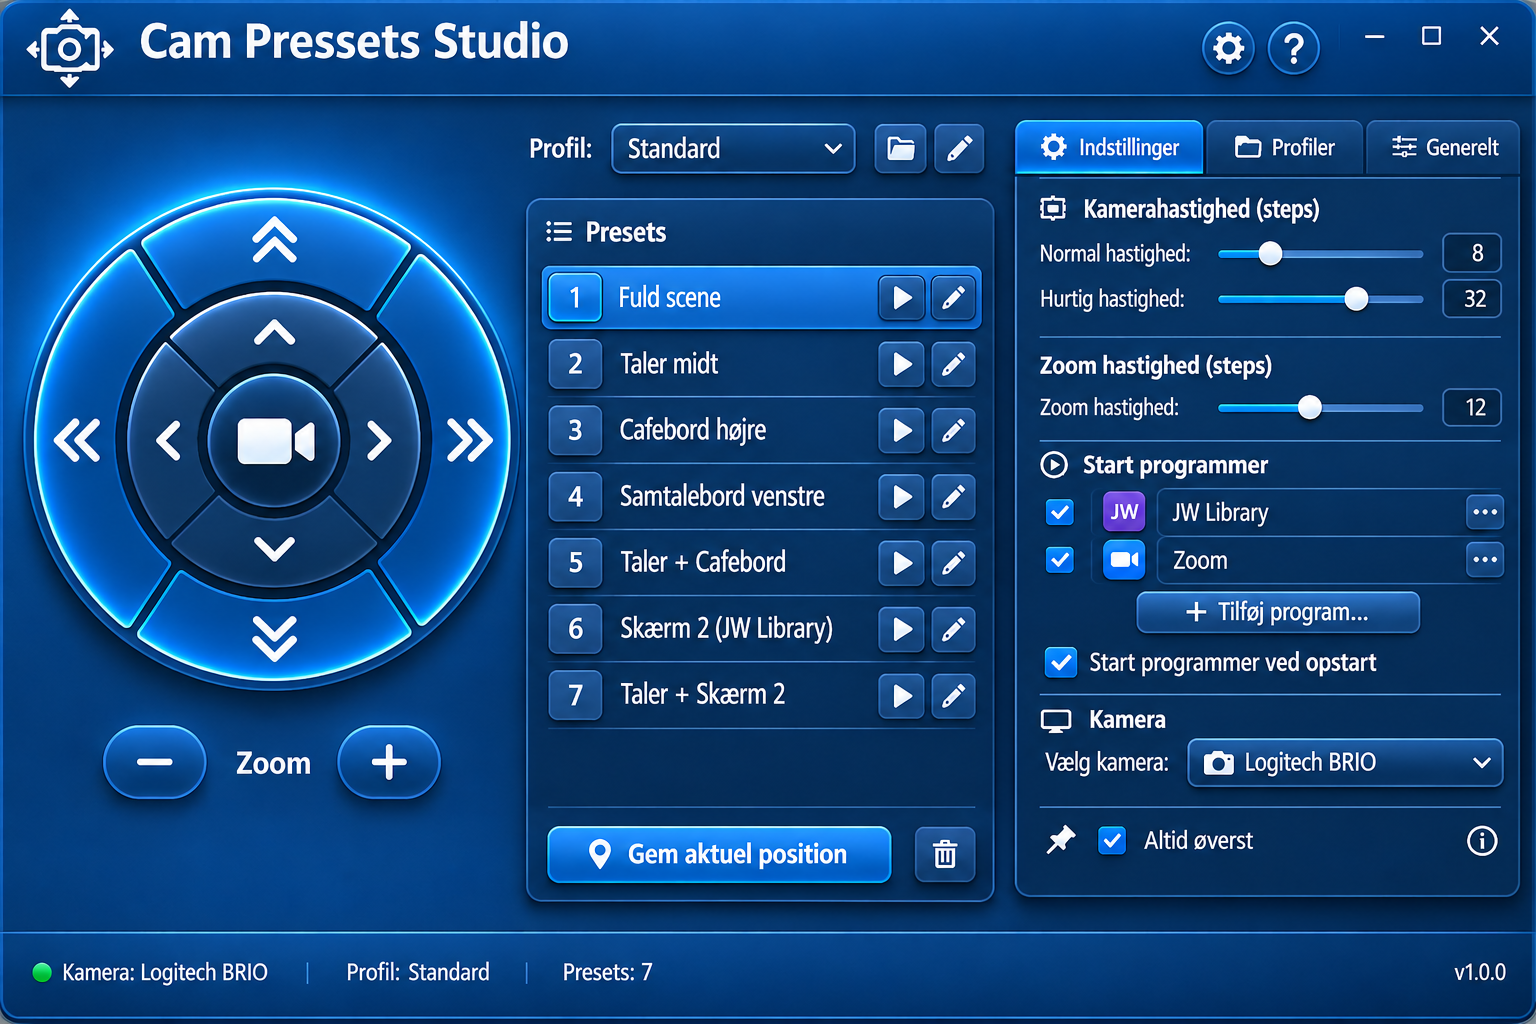 Cam Pressets Studio
Profil: Standard
Presets
1 Fuld scene
2 Taler midt
3 Cafebord højre
4 Samtalebord venstre
5 Taler + Cafebord
6 Skærm 2 (JW Library)
7 Taler + Skærm 2
Gem aktuel position
Zoom
Indstillinger Profiler Generelt
Kamerahastighed (steps)
Normal hastighed: 8
Hurtig hastighed: 32
Zoom hastighed (steps)
Zoom hastighed: 12
Start programmer
JW JW Library
Zoom
+ Tilføj program...
Start programmer ved opstart
Kamera
Vælg kamera: Logitech BRIO
Altid øverst
Kamera: Logitech BRIO | Profil: Standard | Presets: 7
v1.0.0